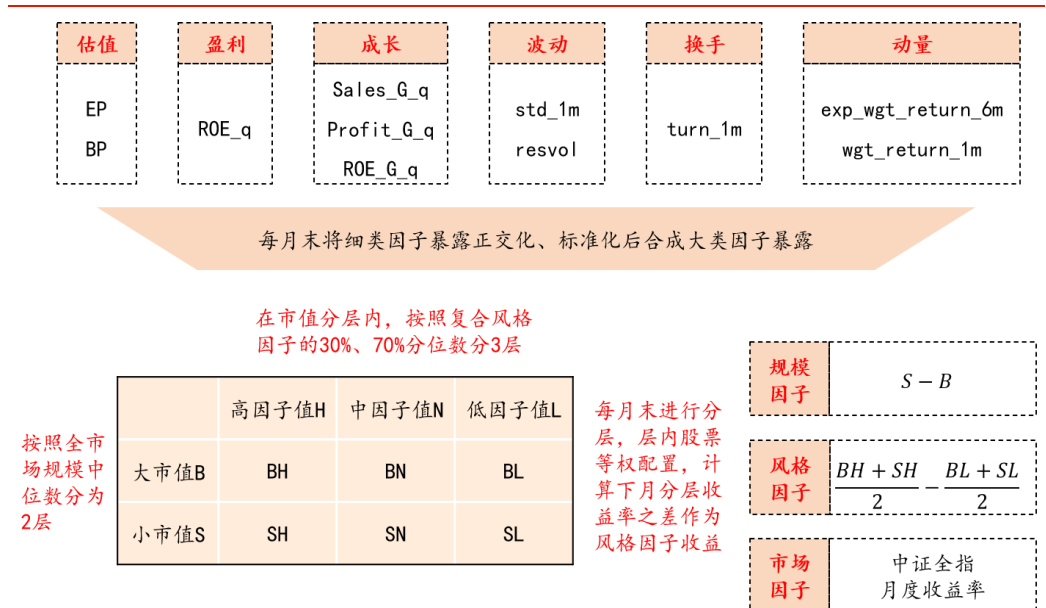 估值
盈利
成长
波动
换手
动量
EP
BP
ROE_q
Sales_G_q
Profit_G_q
ROE_G_q
std_1m
resvol
turn_1m
exp_wgt_return_6m
wgt_return_1m
每月末将细类因子暴露正交化、标准化后合成大类因子暴露
在市值分层内，按照复合风格
因子的30%、70%分位数分3层
按照全市
场规模中
位数分为
2层
高因子值H 中因子值N 低因子值L
大市值B BH BN BL
小市值S SH SN SL
每月末进行分
层，层内股票
等权配置，计
算下月分层收
益率之差作为
风格因子收益
规模
因子
S − B
风格
因子
BH + SH / 2 − BL + SL / 2
市场
因子
中证全指
月度收益率